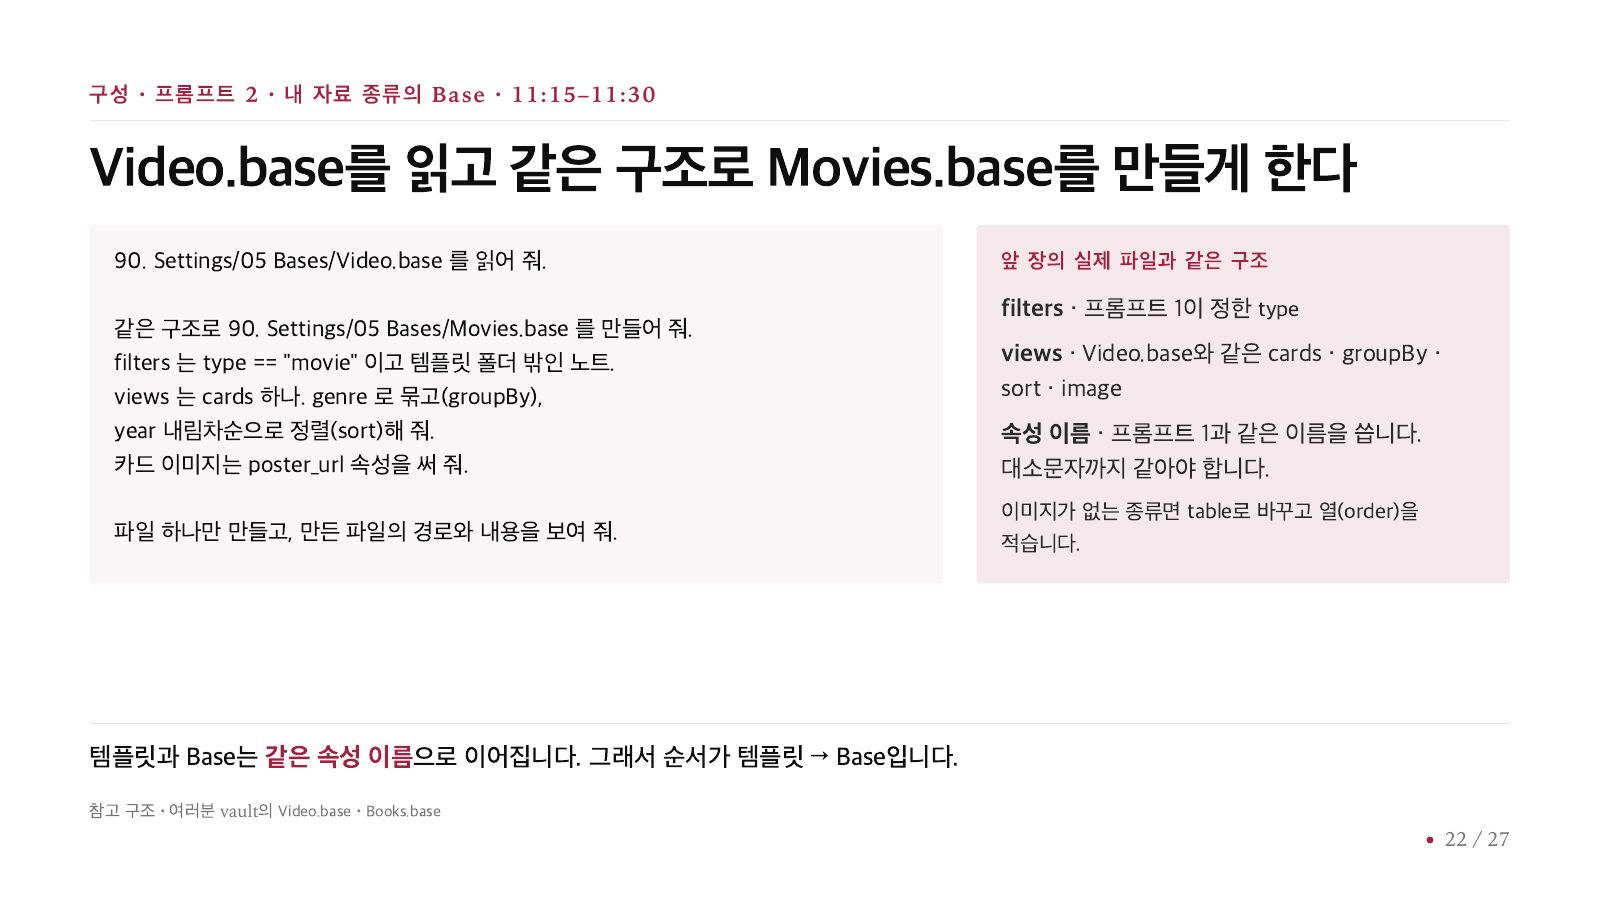 구성 · 프롬프트 2 · 내 자료 종류의 Base · 11:15–11:30
Video.base를 읽고 같은 구조로 Movies.base를 만들게 한다
90. Settings/05 Bases/Video.base 를 읽어 줘.
같은 구조로 90. Settings/05 Bases/Movies.base 를 만들어 줘.
filters 는 type == "movie" 이고 템플릿 폴더 밖인 노트.
views 는 cards 하나. genre 로 묶고(groupBy),
year 내림차순으로 정렬(sort)해 줘.
카드 이미지는 poster_url 속성을 써 줘.
파일 하나만 만들고, 만든 파일의 경로와 내용을 보여 줘.
앞 장의 실제 파일과 같은 구조
filters · 프롬프트 1이 정한 type
views · Video.base와 같은 cards · groupBy ·
sort · image
속성 이름 · 프롬프트 1과 같은 이름을 씁니다.
대소문자까지 같아야 합니다.
이미지가 없는 종류면 table로 바꾸고 열(order)을
적습니다.
템플릿과 Base는 같은 속성 이름으로 이어집니다. 그래서 순서가 템플릿 → Base입니다.
참고 구조 · 여러분 vault의 Video.base · Books.base
• 22 / 27